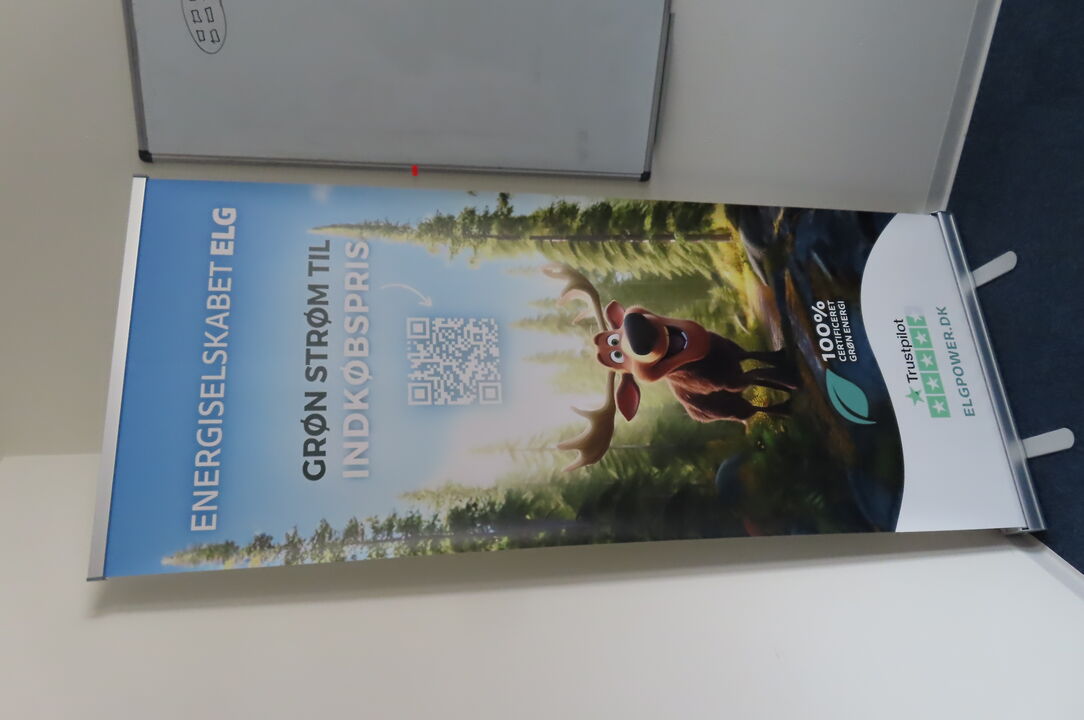 ENERGISELSKABET ELG
GRØN STRØM TIL
INDKØBSPRIS
100%
CERTIFICERET
GRØN ENERGI
Trustpilot
ELGPOWER.DK